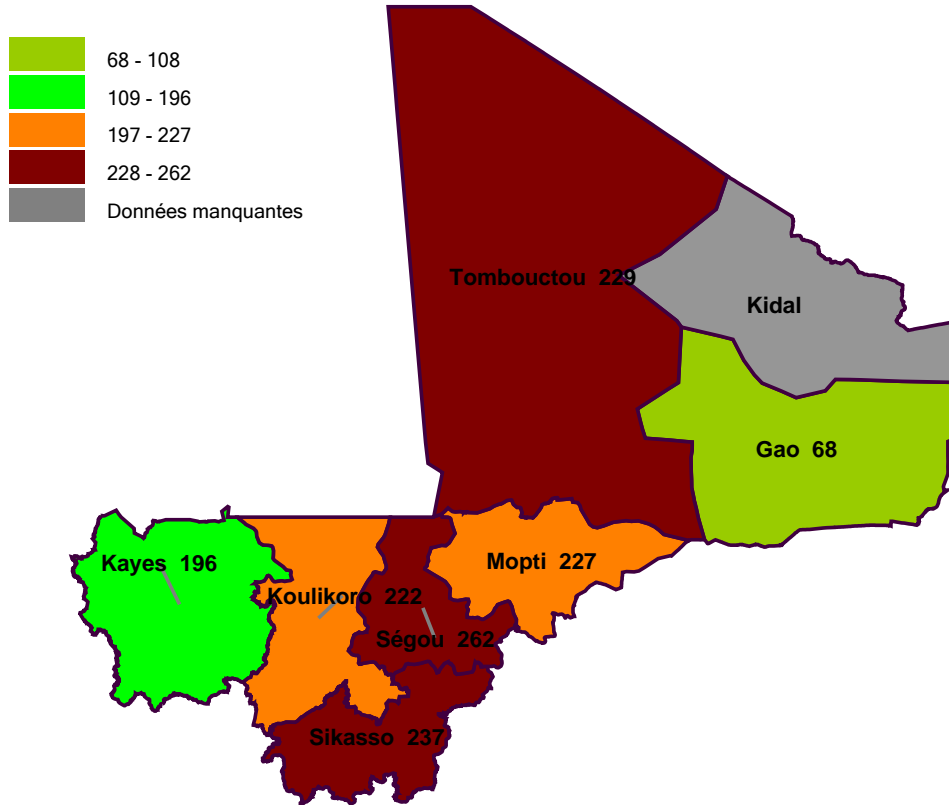 68 - 108
109 - 196
197 - 227
228 - 262
Données manquantes
Tombouctou 229
Kidal
Gao 68
Mopti 227
Kayes 196
Koulikoro 222
Ségou 262
Sikasso 237